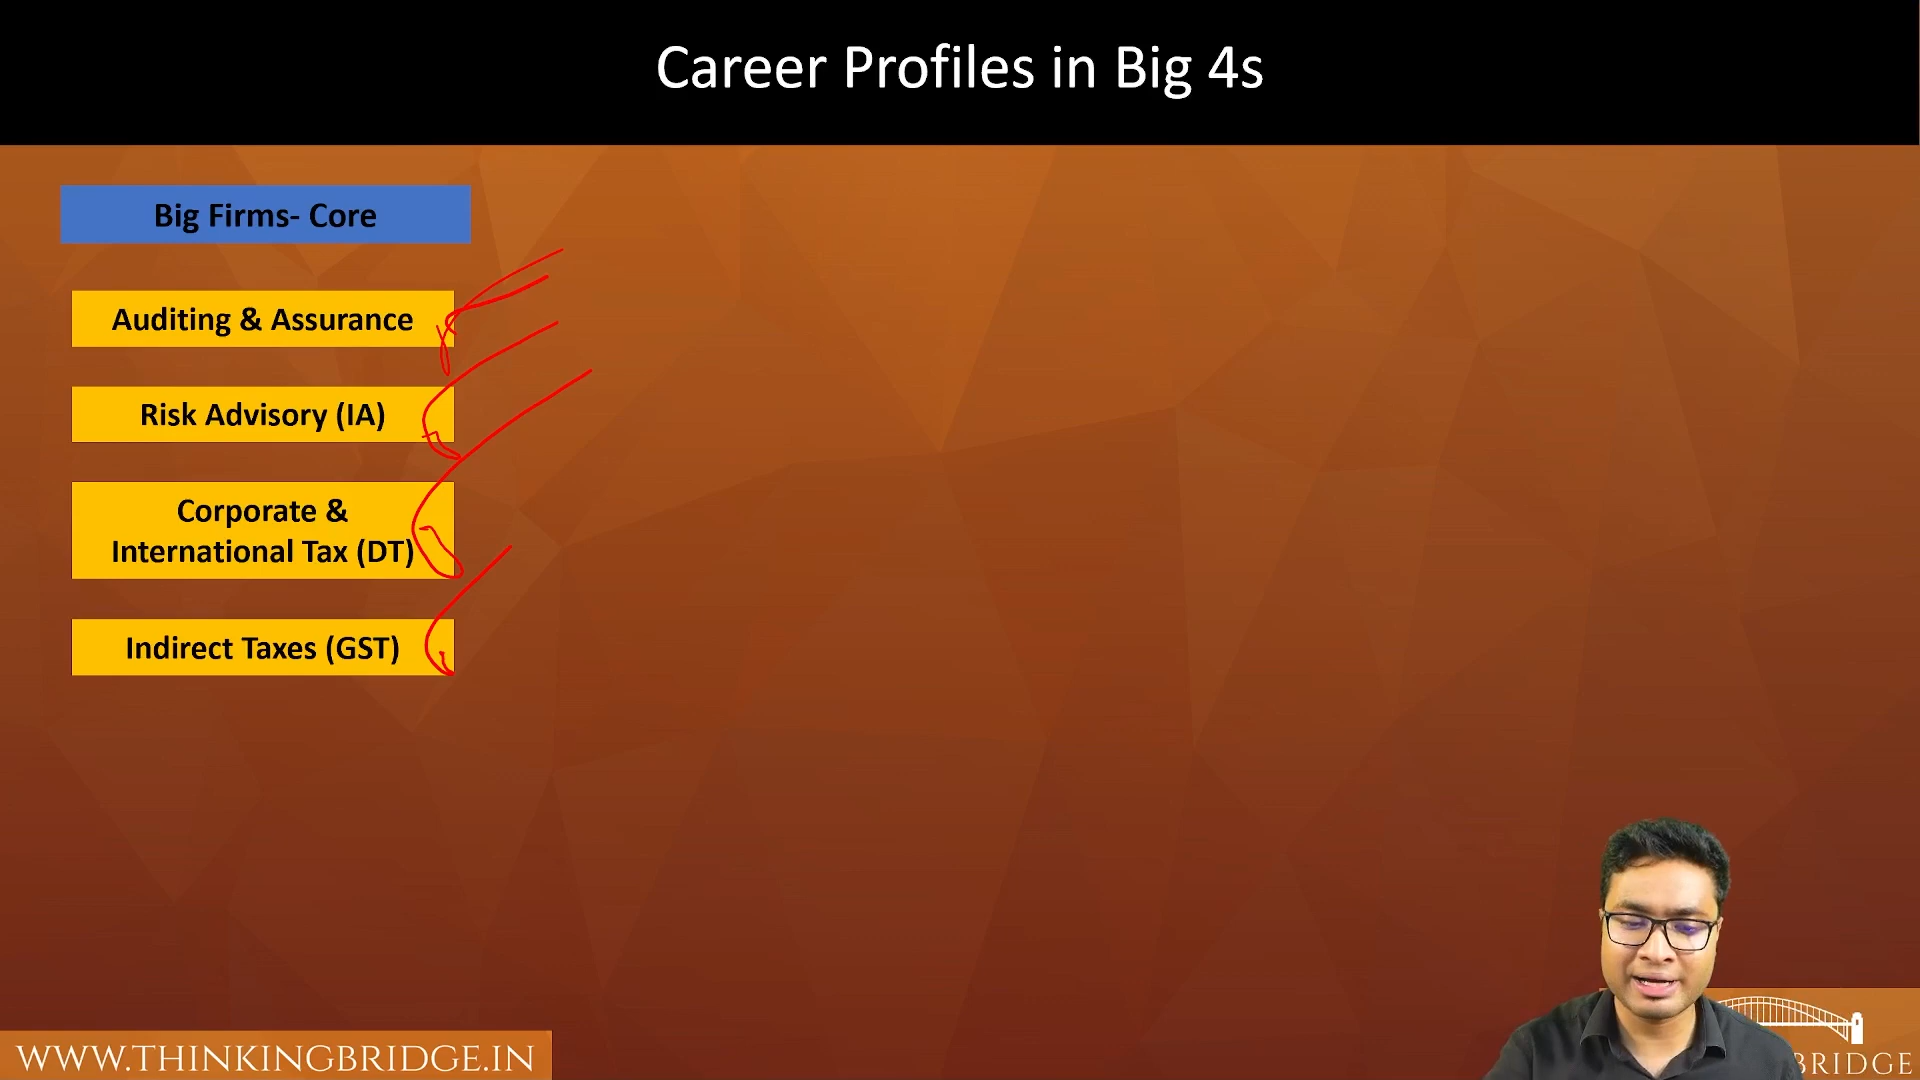 Career Profiles in Big 4s
Big Firms- Core
Auditing & Assurance
Risk Advisory (IA)
Corporate &
International Tax (DT)
Indirect Taxes (GST)
WWW.THINKINGBRIDGE.IN
BRIDGE